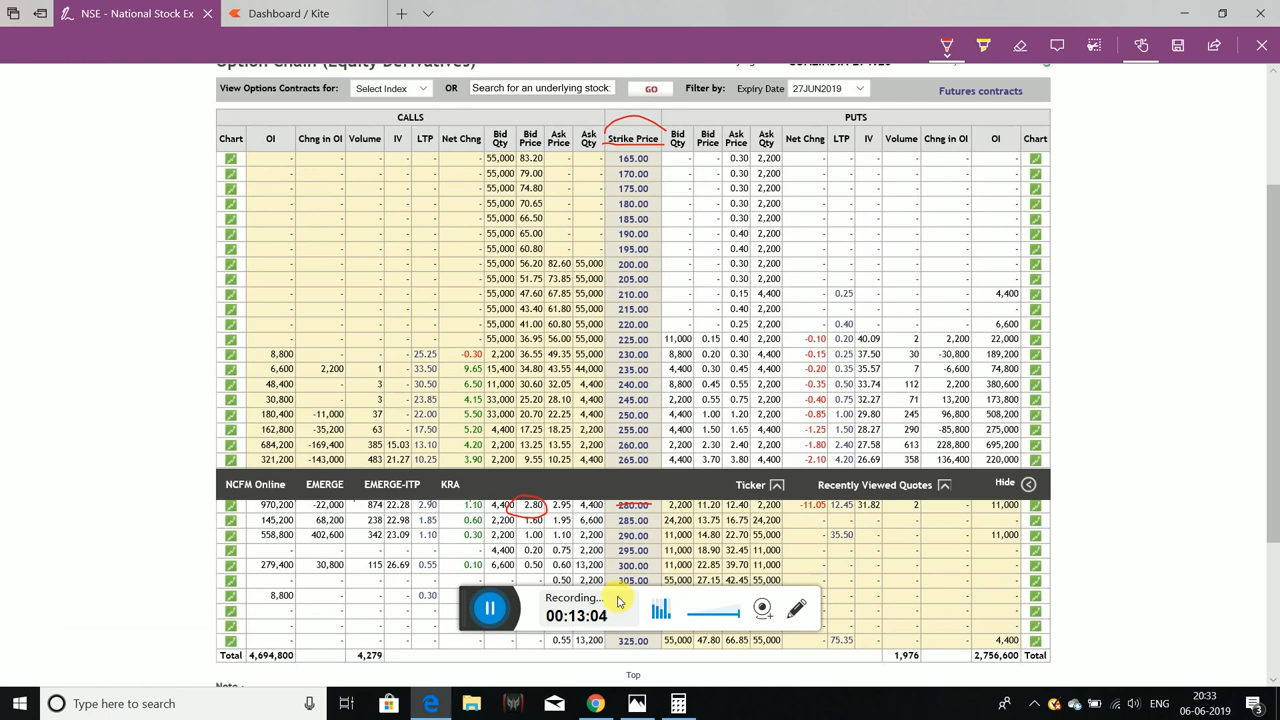 NSE - National Stock Ex
Dashboard / Kite
Option Chain (Equity Derivatives)
View Options Contracts for: Select Index OR Search for an underlying stock: GO Filter by: Expiry Date 27JUN2019 Futures contracts
CALLS PUTS
Chart OI Chng in OI Volume IV LTP Net Chng Bid Qty Bid Price Ask Price Ask Qty Strike Price Bid Qty Bid Price Ask Price Ask Qty Net Chng LTP IV Volume Chng in OI OI Chart
- - - - - - 55,000 83.20 - - 165.00 - - 0.30 2,200 - - - - - -
- - - - - - 55,000 79.00 - - 170.00 - - 0.30 2,200 - - - - - -
- - - - - - 55,000 74.80 - - 175.00 - - 0.30 2,200 - - - - - -
- - - - - - 55,000 70.65 - - 180.00 - - 0.30 2,200 - - - - - -
- - - - - - 55,000 66.50 - - 185.00 - - 0.30 2,200 - - - - - -
- - - - - - 55,000 65.00 - - 190.00 - - 0.40 2,200 - - - - - -
- - - - - - 55,000 60.80 - - 195.00 - - 0.40 2,200 - - - - - -
- - - - - - 55,000 56.20 82.60 55,000 200.00 - - 0.30 2,200 - - - - - -
- - - - - - 55,000 51.75 73.85 55,000 205.00 - - 0.30 2,200 - - - - - -
- - - - - - 55,000 47.60 67.85 55,000 210.00 - - 0.15 4,400 - 0.25 - - - 4,400
- - - - - - 55,000 43.40 61.80 55,000 215.00 - - 0.40 2,200 - - - - - -
- - - - - - 55,000 41.00 60.80 55,000 220.00 - - 0.25 2,200 - 0.40 - - - 6,600
- - - - - - 55,000 36.95 56.00 55,000 225.00 11,000 0.15 0.40 2,200 -0.10 0.20 40.09 2 2,200 22,000
8,800 - - - 25.25 -0.30 2,200 36.55 49.35 55,000 230.00 8,800 0.20 0.30 4,400 -0.15 0.25 37.50 30 -30,800 189,200
6,600 2,200 1 - 33.50 9.65 15,400 34.80 43.55 44,000 235.00 4,400 0.30 0.45 4,400 -0.20 0.35 35.57 7 -6,600 74,800
48,400 - 3 - 30.50 6.50 11,000 30.60 32.05 4,400 240.00 8,800 0.45 0.55 2,200 -0.35 0.50 33.74 112 2,200 380,600
30,800 - 3 - 23.85 4.15 33,000 25.20 28.10 4,400 245.00 2,200 0.55 0.75 2,200 -0.40 0.75 32.27 71 13,200 173,800
180,400 -11,000 37 - 22.00 5.50 33,000 20.70 22.25 4,400 250.00 4,400 1.00 1.20 2,200 -0.85 1.00 29.80 245 96,800 508,200
162,800 -35,200 63 - 17.50 5.20 4,400 17.25 18.25 2,200 255.00 4,400 1.50 1.65 4,400 -1.25 1.50 28.27 290 -85,800 275,000
684,200 -169,400 385 15.03 13.10 4.20 2,200 13.25 13.55 4,400 260.00 2,200 2.30 2.40 2,200 -1.80 2.40 27.58 613 228,800 695,200
321,200 -143,000 483 21.27 10.25 3.90 2,200 9.55 10.25 4,400 265.00 4,400 3.70 3.80 4,400 -2.10 4.20 26.69 358 136,400 220,000
NCFM Online EMERGE EMERGE-ITP KRA Ticker Recently Viewed Quotes Hide
970,200 -22,000 874 22.28 2.90 1.10 4,400 2.80 2.95 4,400 280.00 2,200 11.20 12.40 2,200 -11.05 12.45 31.82 2 - 11,000
145,200 68,200 238 22.98 1.85 0.60 2,200 1.60 1.95 6,600 285.00 24,200 13.75 16.75 24,200 - - - - - -
558,800 402,600 342 23.09 1.10 0.30 2,200 1.00 1.10 2,200 290.00 11,000 14.80 22.70 55,000 - 35.50 - - - 11,000
- - - - - - 4,400 0.20 0.75 2,200 295.00 11,000 18.90 32.45 11,000 - - - - - -
279,400 30,800 115 26.69 0.55 0.10 6,600 0.50 0.60 13,200 300.00 11,000 22.85 39.70 11,000 - - - - - -
- - - - - - - - 0.50 2,200 305.00 55,000 27.15 42.45 55,000 - - - - - -
8,800 - - - 0.30
Recording...
00:13:04
- - - - - - 0.55 13,200 325.00 55,000 47.80 66.85 55,000 - 75.35 - - - 4,400
Total 4,694,800 4,279 1,976 2,756,600 Total
Top
Note -
Type here to search
ENG
20:33
06-06-2019
3